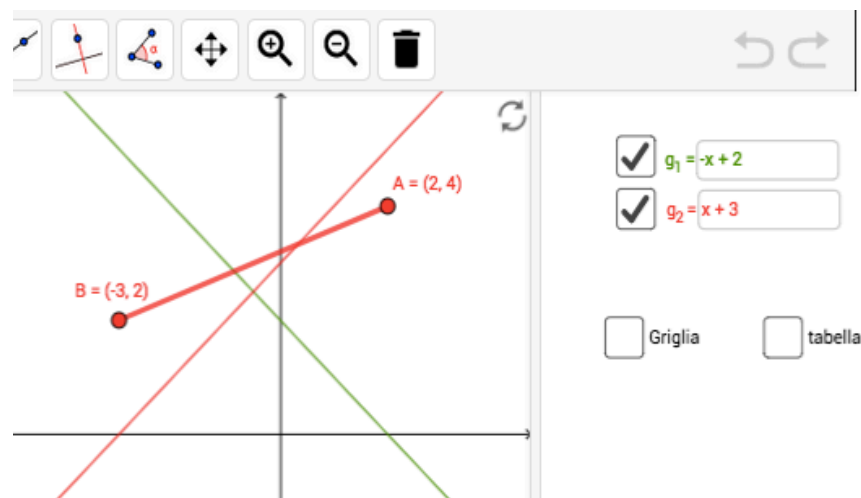 α
A = (2, 4)
B = (-3, 2)
g₁ = -x + 2
g₂ = x + 3
Griglia
tabella